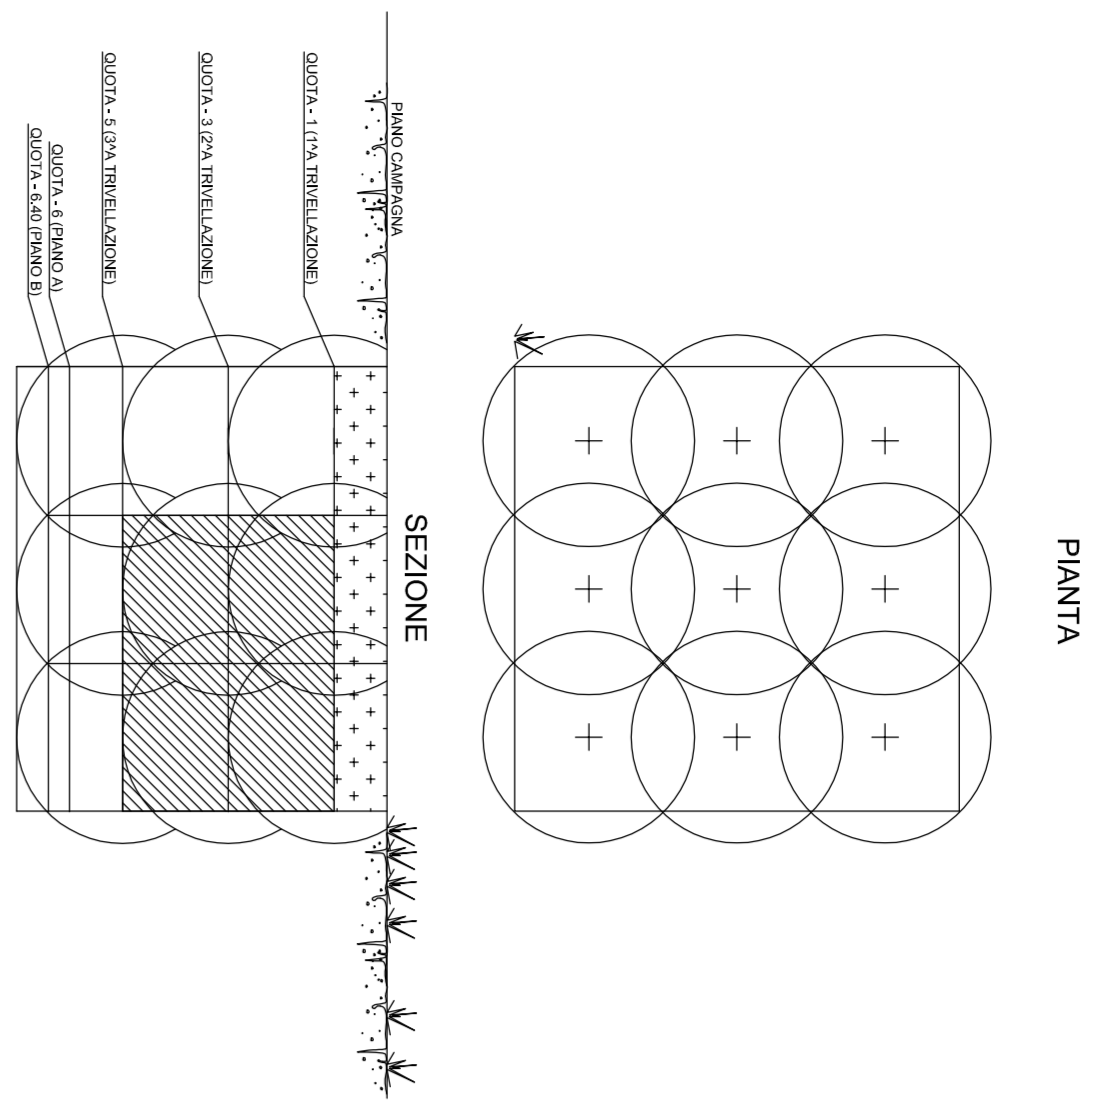 PIANTA
SEZIONE
PIANO CAMPAGNA
QUOTA - 1 (1^A TRIVELLAZIONE)
QUOTA - 3 (2^A TRIVELLAZIONE)
QUOTA - 5 (3^A TRIVELLAZIONE)
QUOTA - 6 (PIANO A)
QUOTA - 6.40 (PIANO B)